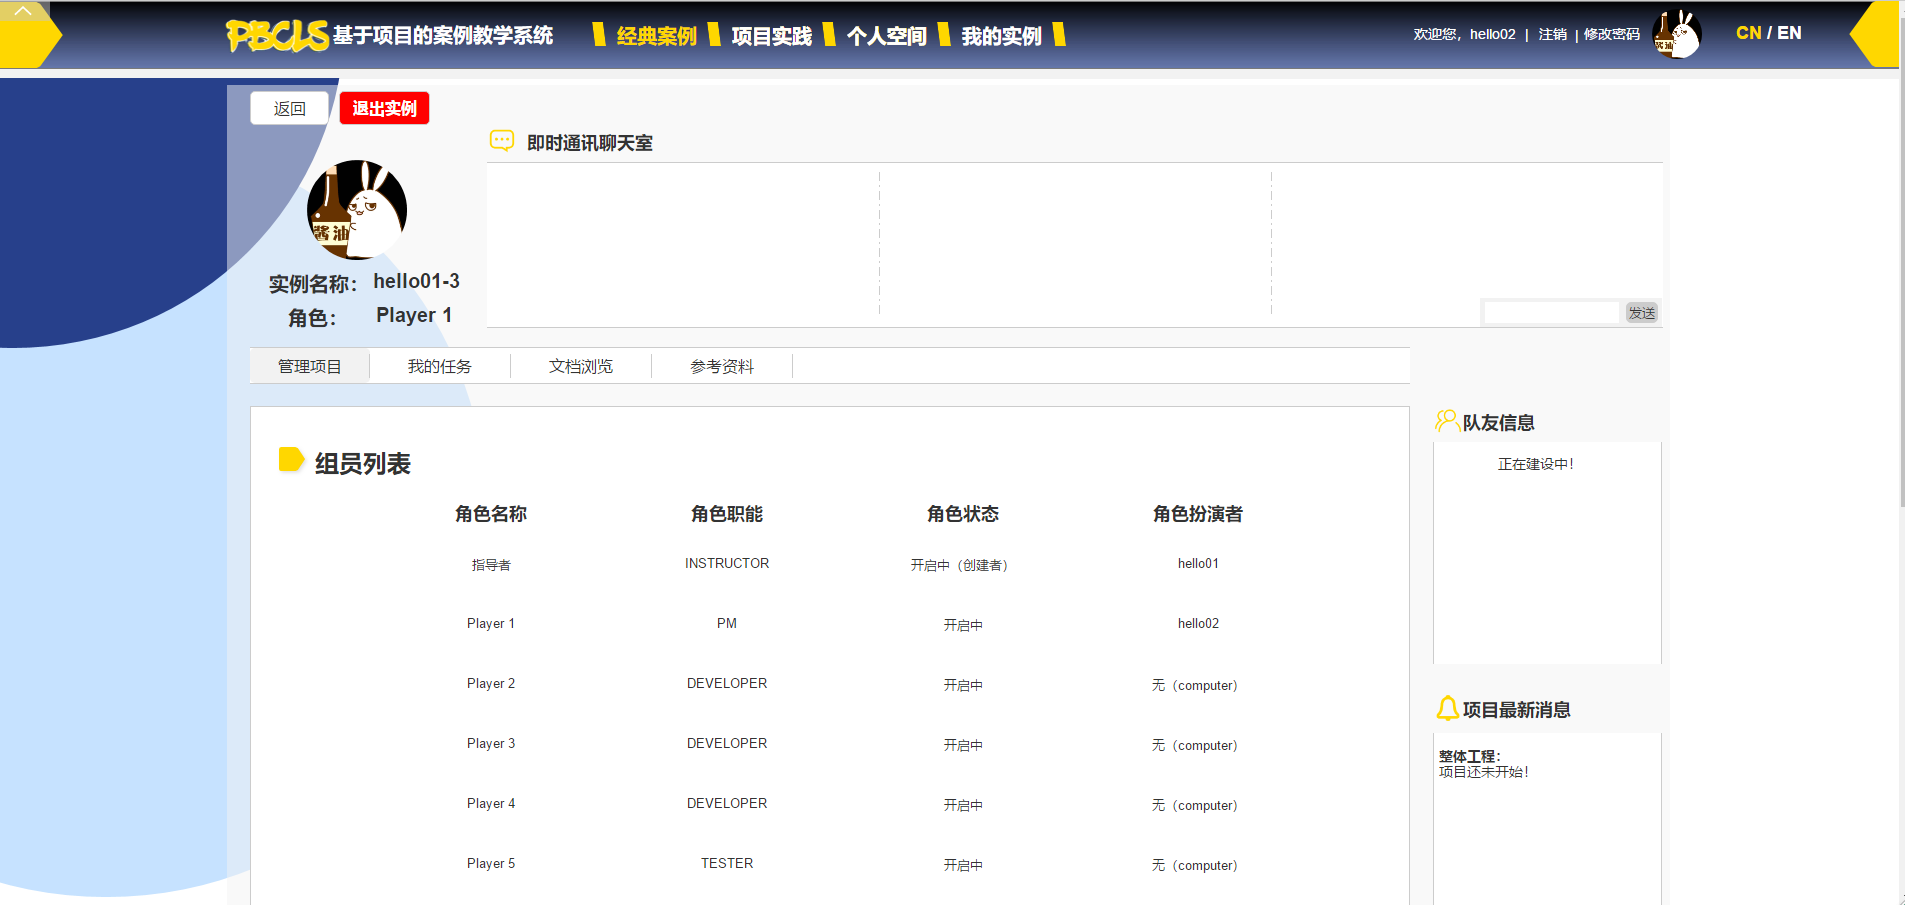 PBCLS 基于项目的案例教学系统 经典案例 项目实践 个人空间 我的实例 欢迎您，hello02 | 注销 | 修改密码 CN / EN
返回 退出实例
即时通讯聊天室
酱油
实例名称： hello01-3
角色： Player 1
发送
管理项目 我的任务 文档浏览 参考资料
组员列表
角色名称 角色职能 角色状态 角色扮演者
指导者 INSTRUCTOR 开启中（创建者） hello01
Player 1 PM 开启中 hello02
Player 2 DEVELOPER 开启中 无（computer）
Player 3 DEVELOPER 开启中 无（computer）
Player 4 DEVELOPER 开启中 无（computer）
Player 5 TESTER 开启中 无（computer）
队友信息
正在建设中！
项目最新消息
整体工程：
项目还未开始！